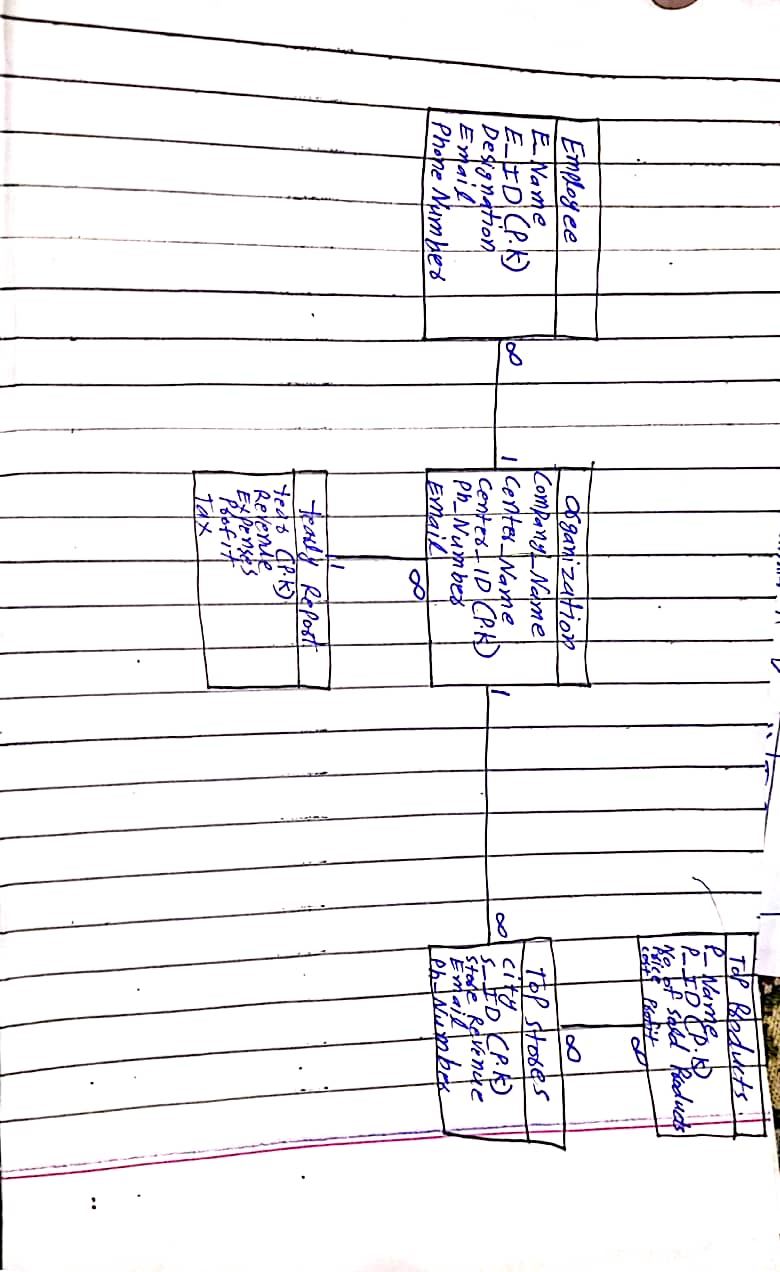 Employee
E_Name
E_ID (P.K)
Designation
Email
Phone Number
∞
1
Organization
Company_Name
Center_Name
Center_ID (P.K)
Ph_Number
Email
∞
1
Yearly Report
Year (P.K)
Revenue
Expenses
Profit
Tax
1
∞
Top Stores
City
S_ID (P.K)
Store Revenue
Email
Ph_Number
∞
∞
Top Products
P_Name
P_ID (P.K)
No. of Sold Products
Price Profit
Cost